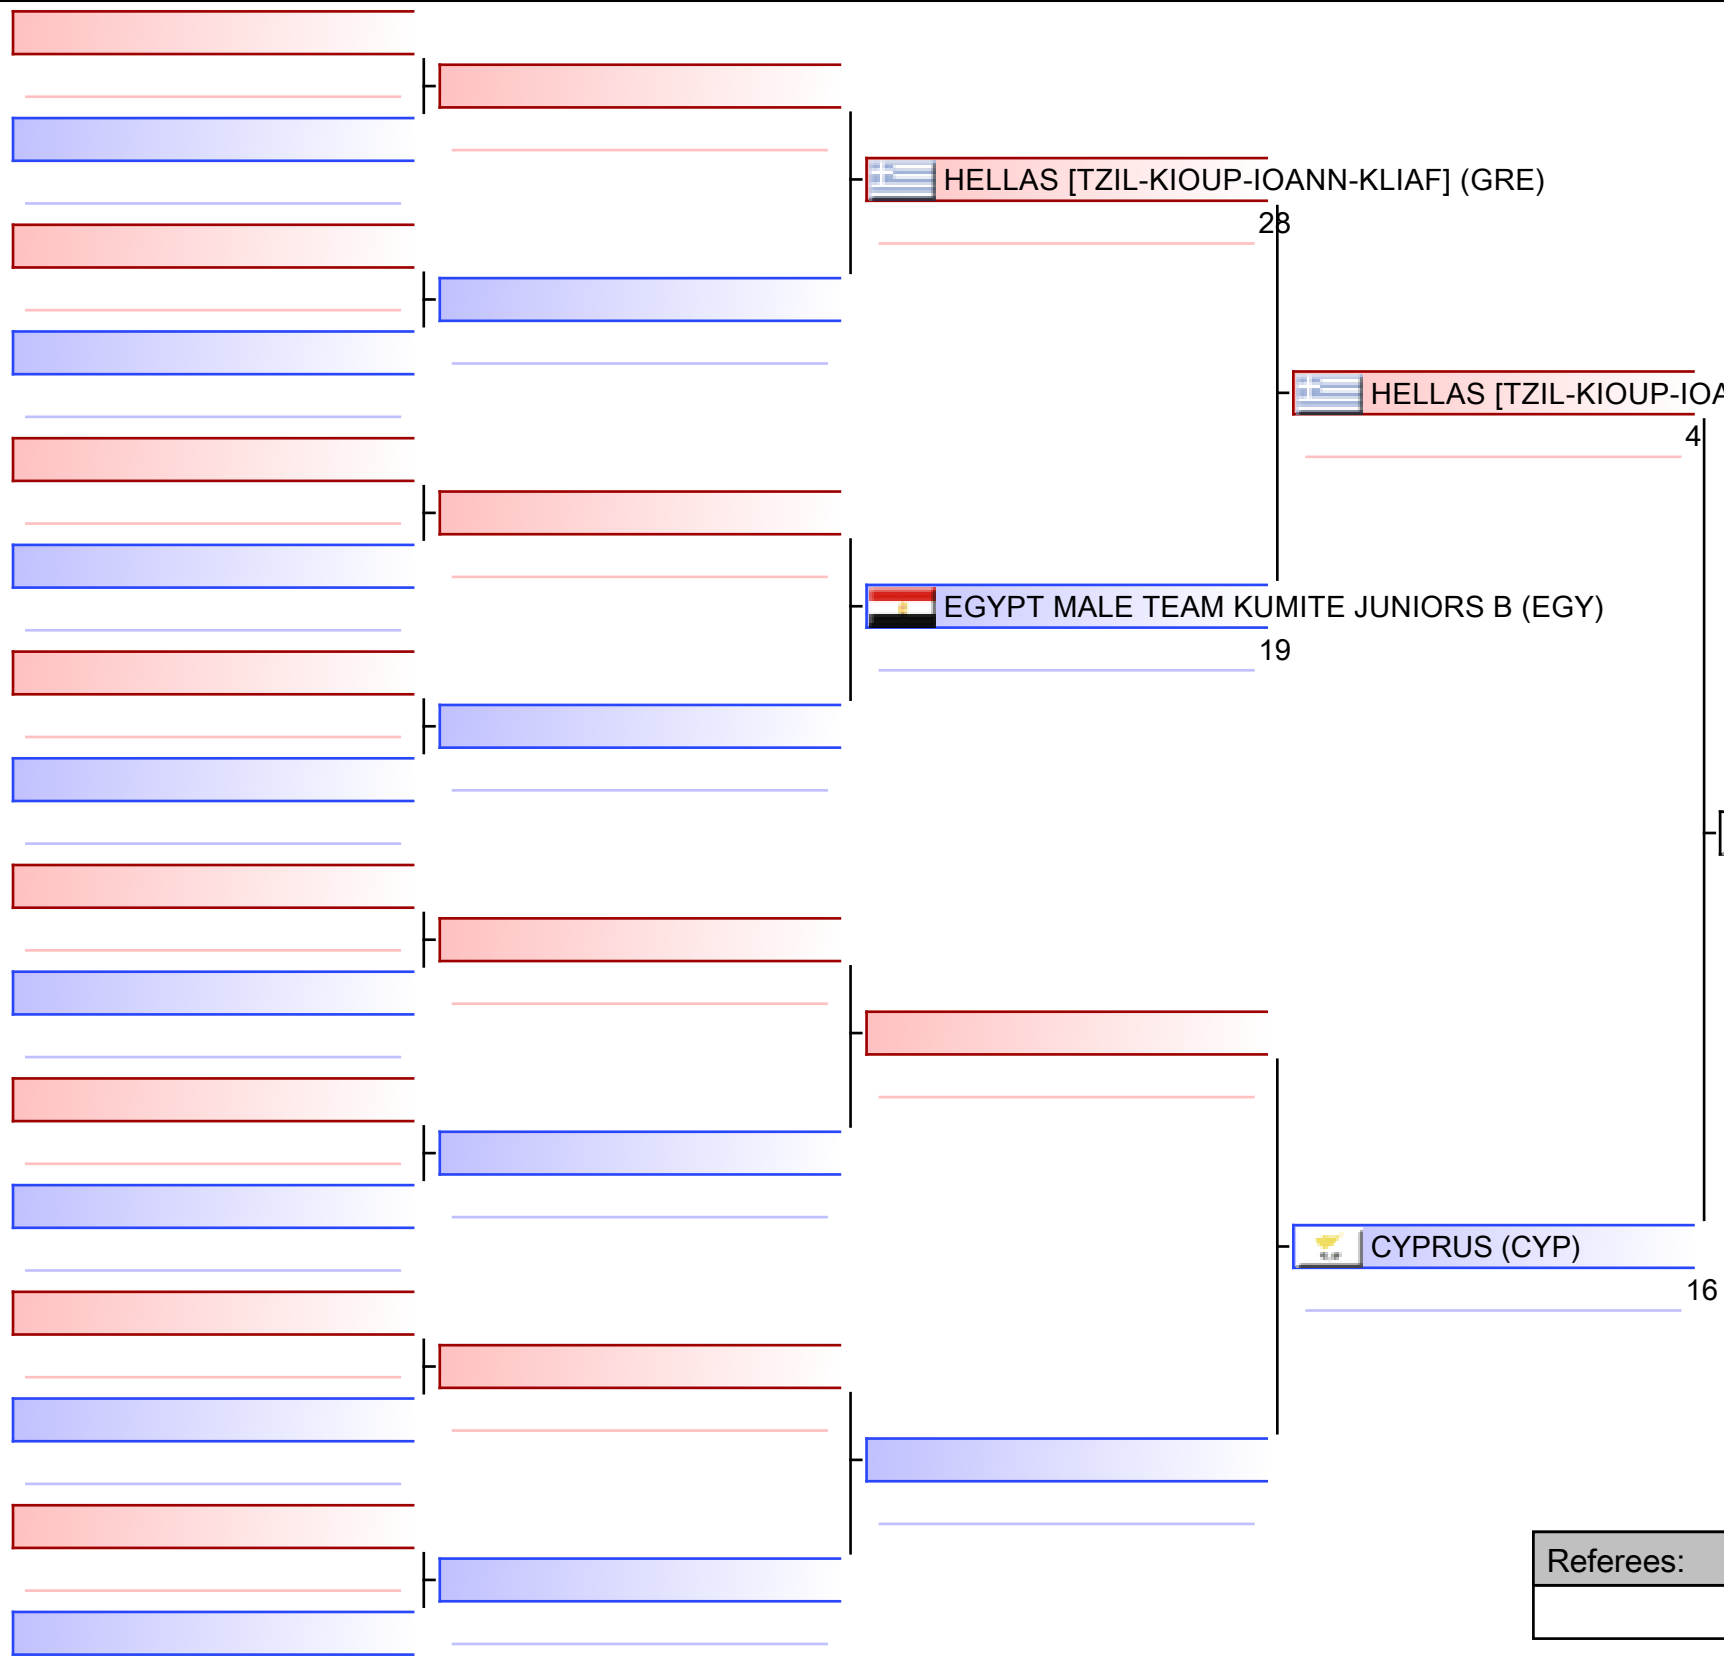 HELLAS [TZIL-KIOUP-IOANN-KLIAF] (GRE)
28
HELLAS [TZIL-KIOUP-IOA
4
EGYPT MALE TEAM KUMITE JUNIORS B (EGY)
19
CYPRUS (CYP)
16
Referees: